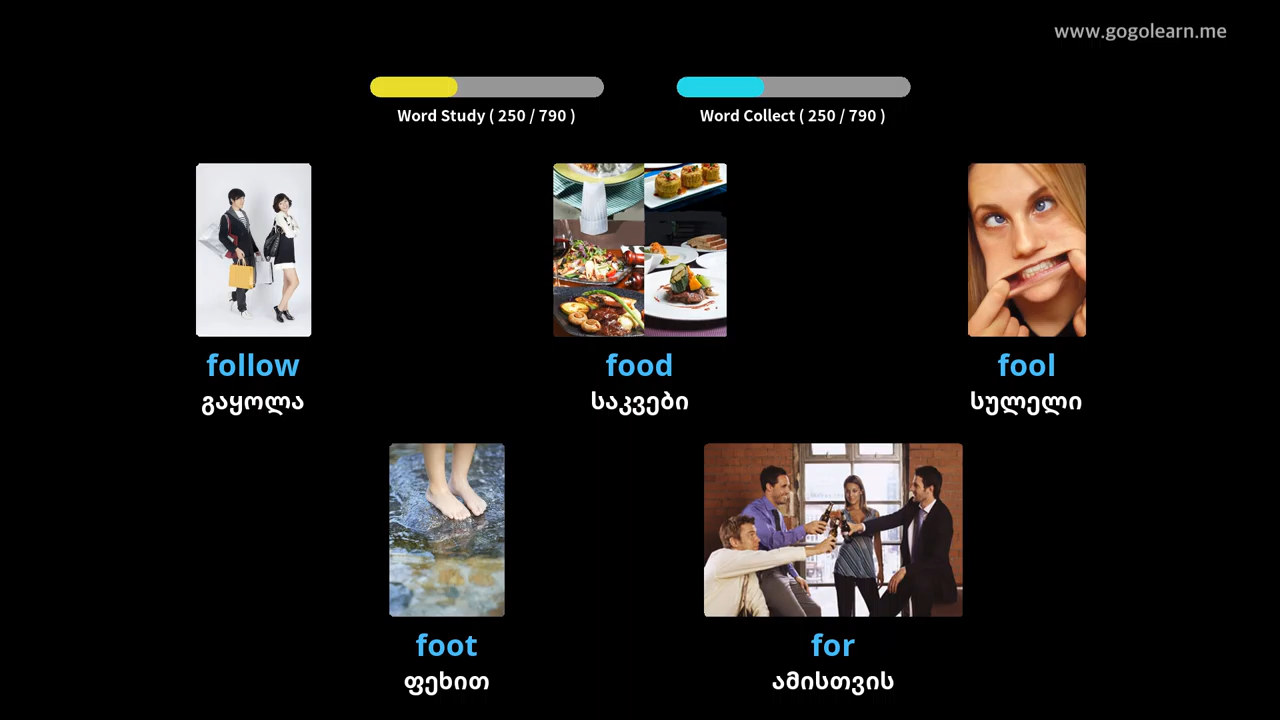 www.gogolearn.me
Word Study ( 250 / 790 )
Word Collect ( 250 / 790 )
follow
გაყოლა
food
საკვები
fool
სულელი
foot
ფეხით
for
ამისთვის